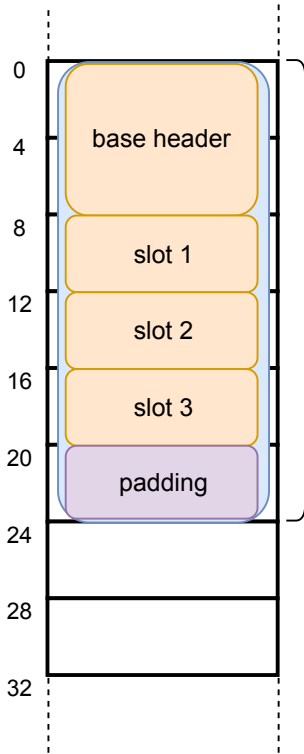 0
base header
4
8
slot 1
12
slot 2
16
slot 3
20
padding
24
28
32